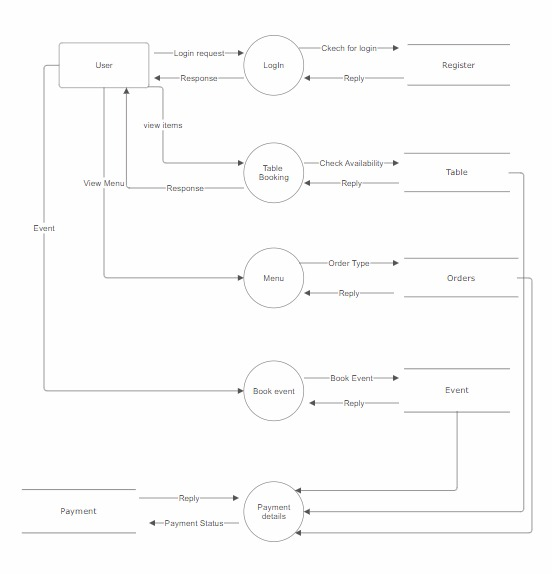 User
Login request
LogIn
Ckech for login
Register
Response
Reply
view items
Table
Booking
Check Availability
Table
View Menu
Response
Reply
Event
Menu
Order Type
Orders
Reply
Book event
Book Event
Event
Reply
Payment
Reply
Payment
details
Payment Status